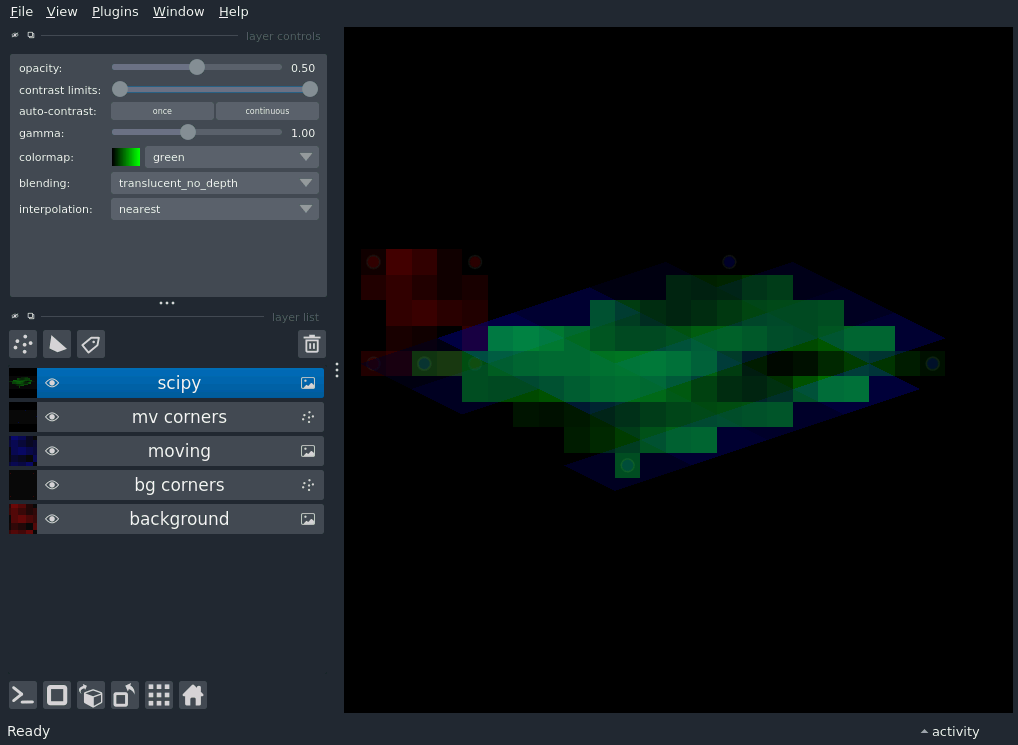 File View Plugins Window Help
layer controls
opacity: 0.50
contrast limits:
auto-contrast: once continuous
gamma: 1.00
colormap: green
blending: translucent_no_depth
interpolation: nearest
layer list
scipy
mv corners
moving
bg corners
background
Ready
activity